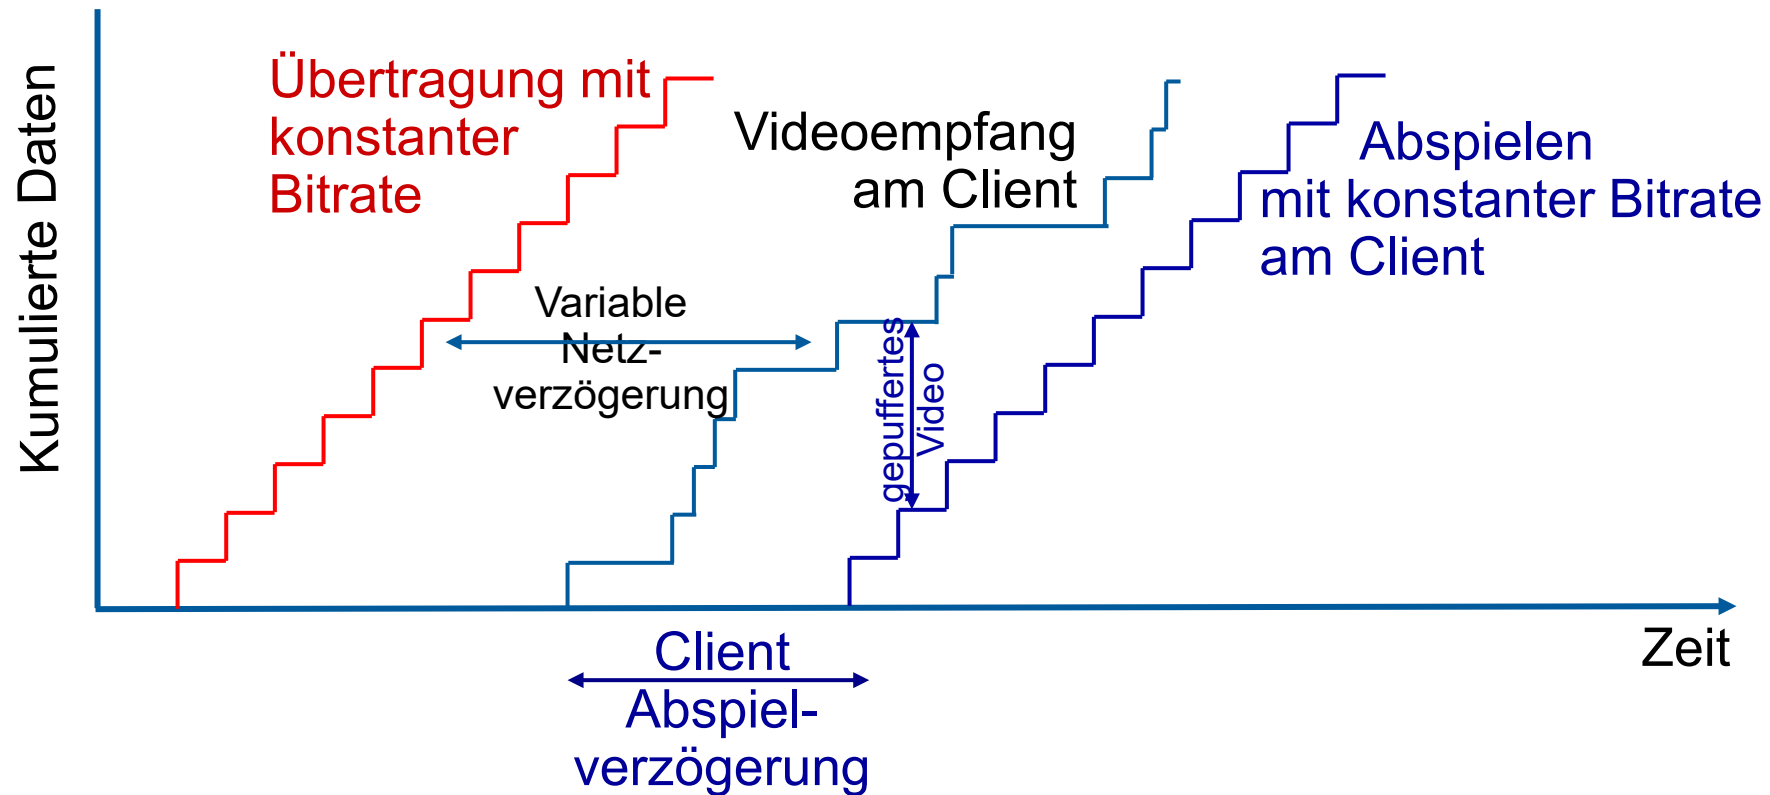 Kumulierte Daten
Übertragung mit
konstanter
Bitrate
Variable
Netz-
verzögerung
Videoempfang
am Client
gepuffertes
Video
Abspielen
mit konstanter Bitrate
am Client
Client
Abspiel-
verzögerung
Zeit